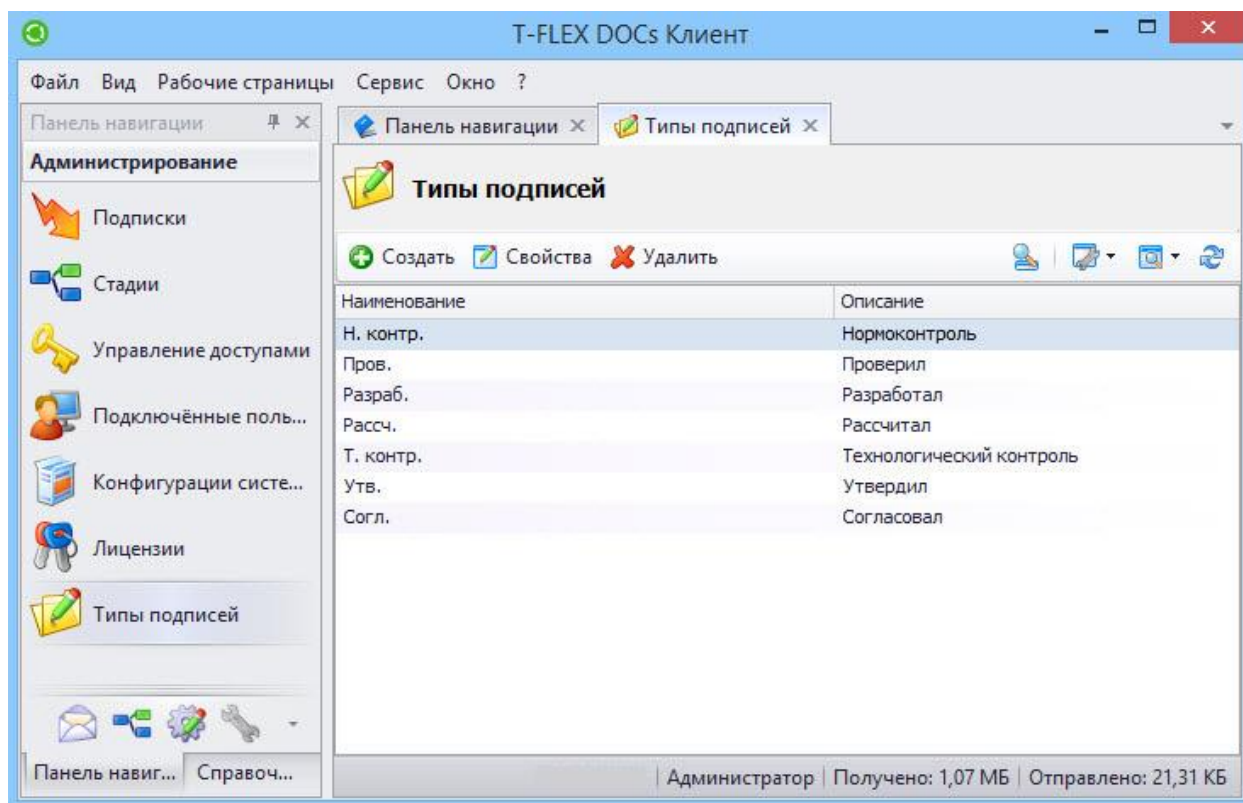 T-FLEX DOCs Клиент
Файл Вид Рабочие страницы Сервис Окно ?
Панель навигации
Администрирование
Подписки
Стадии
Управление доступами
Подключённые поль...
Конфигурации систе...
Лицензии
Типы подписей
Панель навиг... Справоч...
Панель навигации Типы подписей
Типы подписей
Создать Свойства Удалить
Наименование Описание
Н. контр. Нормоконтроль
Пров. Проверил
Разраб. Разработал
Рассч. Рассчитал
Т. контр. Технологический контроль
Утв. Утвердил
Согл. Согласовал
Администратор Получено: 1,07 МБ Отправлено: 21,31 КБ